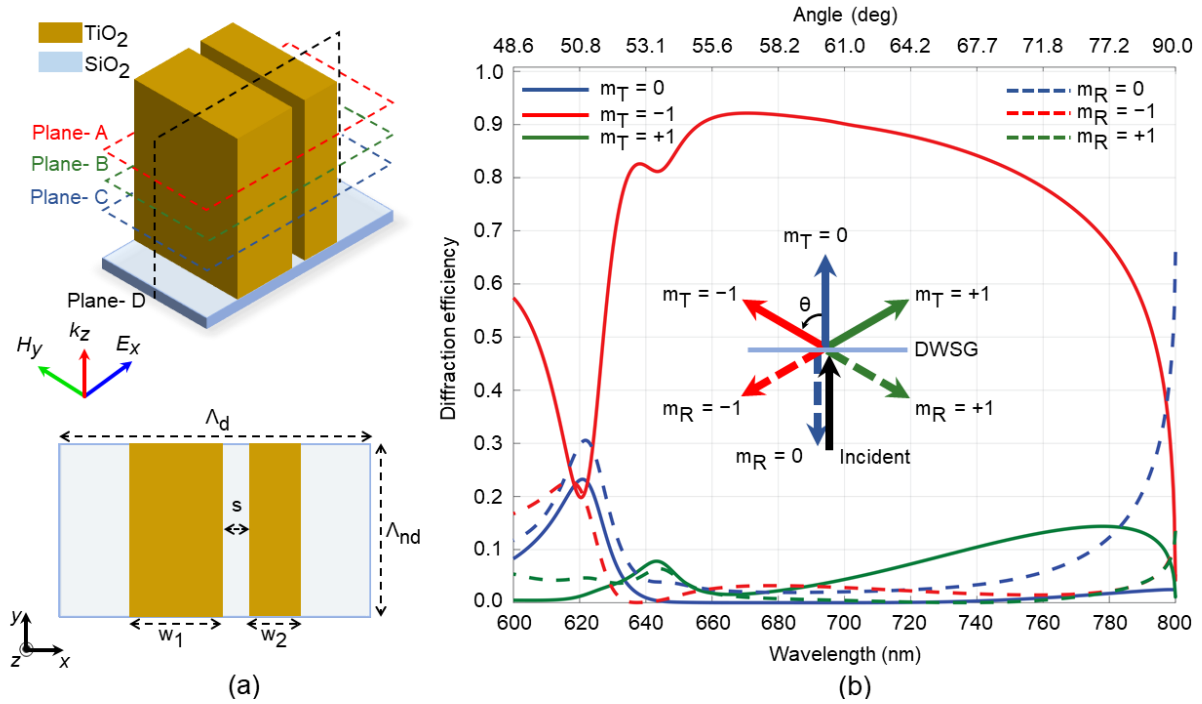 TiO2
SiO2
Plane- A
Plane- B
Plane- C
Plane- D
Hy
kz
Ex
Λd
s
Λnd
w1
w2
y
z
x
(a)
Angle (deg)
48.6 50.8 53.1 55.6 58.2 61.0 64.2 67.7 71.8 77.2 90.0
mT = 0
mT = −1
mT = +1
mR = 0
mR = −1
mR = +1
Diffraction efficiency
1.0
0.9
0.8
0.7
0.6
0.5
0.4
0.3
0.2
0.1
0.0
mT = 0
mT = −1
θ
mT = +1
DWSG
mR = −1
mR = +1
mR = 0
Incident
600 620 640 660 680 700 720 740 760 780 800
Wavelength (nm)
(b)